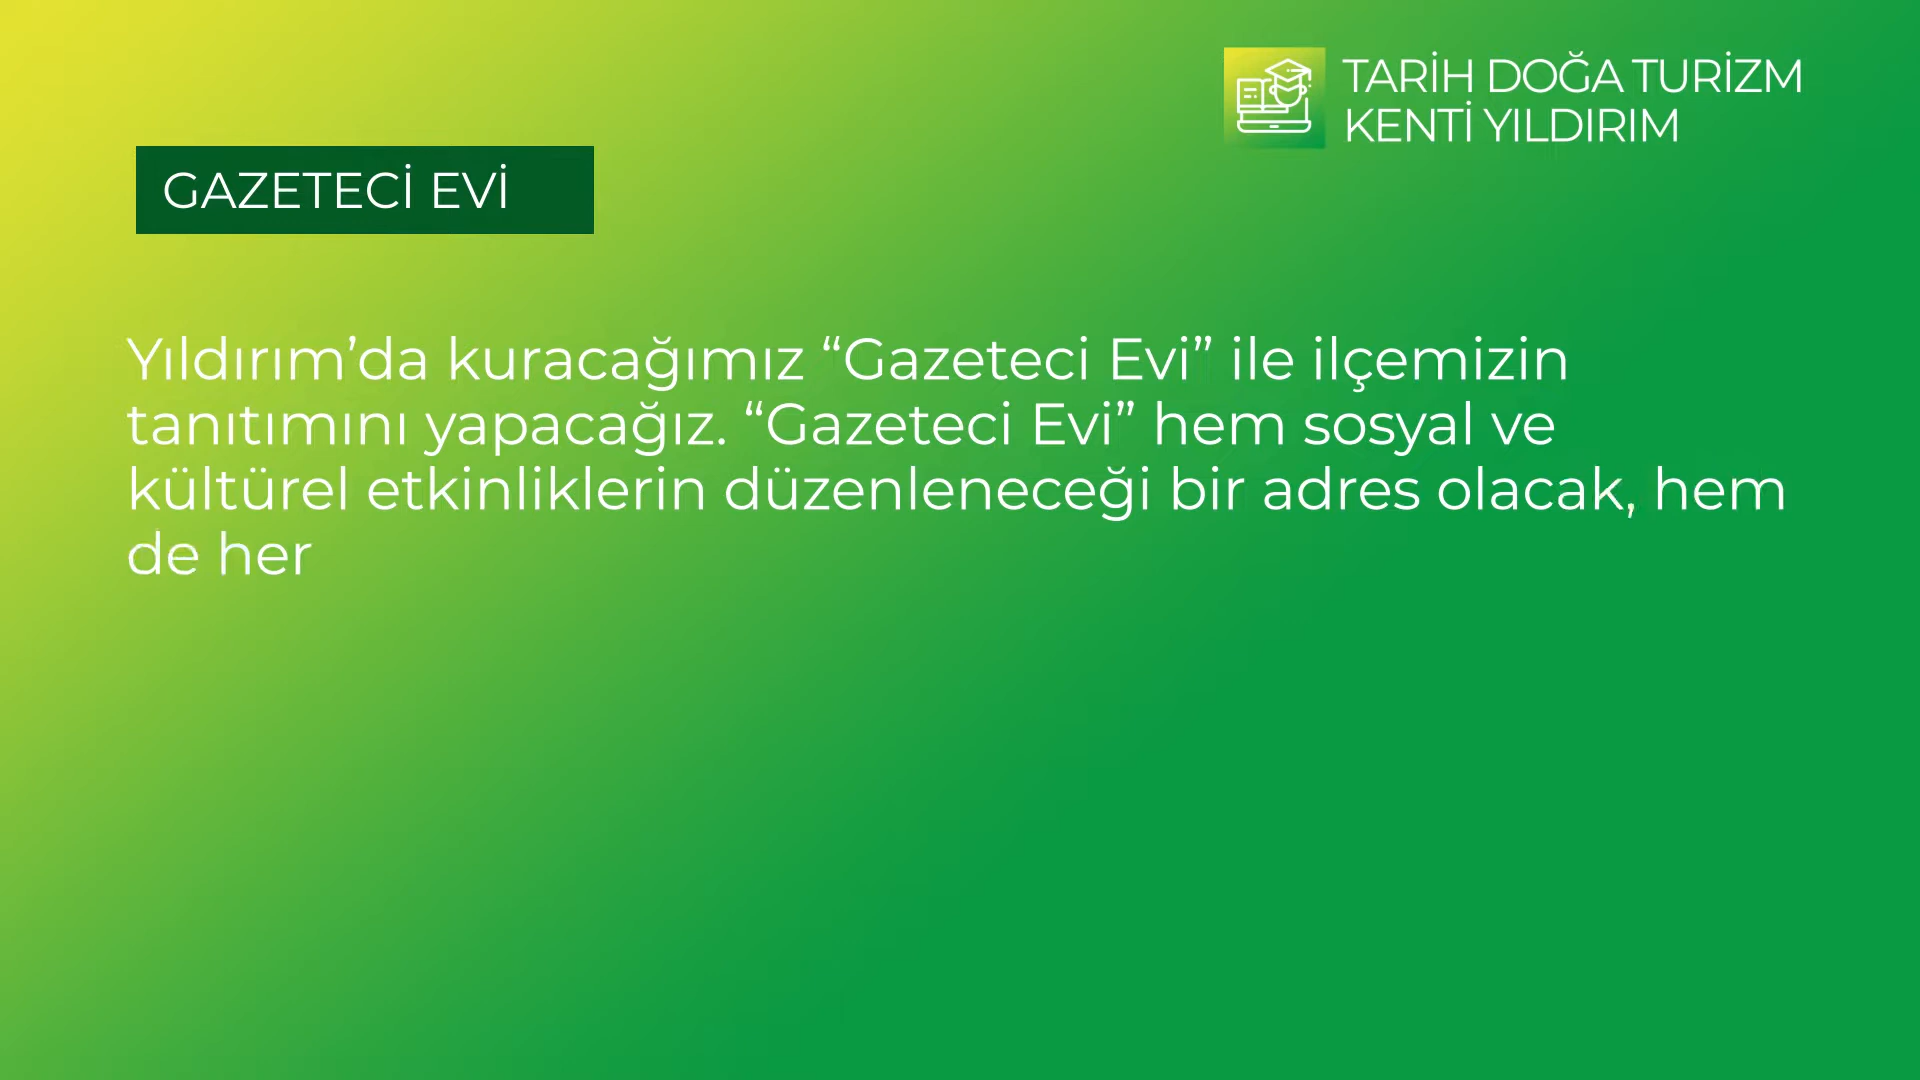 TARİH DOĞA TURİZM
KENTİ YILDIRIM
GAZETECİ EVİ
Yıldırım’da kuracağımız “Gazeteci Evi” ile ilçemizin
tanıtımını yapacağız. “Gazeteci Evi” hem sosyal ve
kültürel etkinliklerin düzenleneceği bir adres olacak, hem
de her